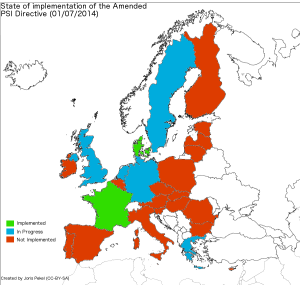 State of implementation of the Amended
PSI Directive (01/07/2014)
Implemented
In Progress
Not Implemented
Created by Joris Pekel (CC-BY-SA)